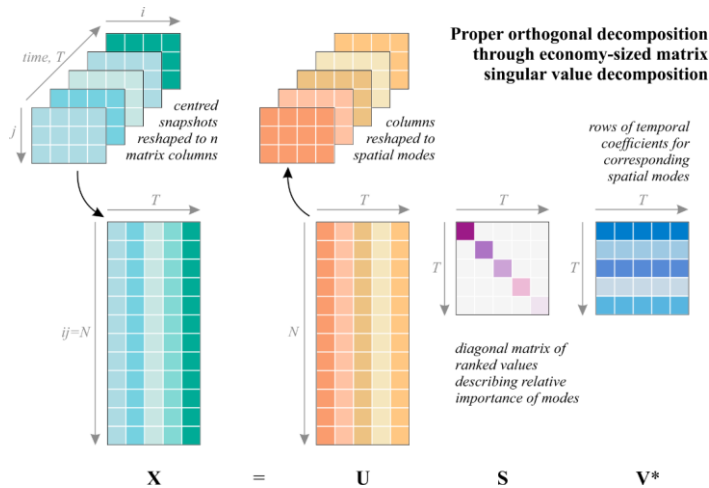 Proper orthogonal decomposition
through economy-sized matrix
singular value decomposition
i
time, T
j
centred
snapshots
reshaped to n
matrix columns
columns
reshaped to
spatial modes
rows of temporal
coefficients for
corresponding
spatial modes
T
T
T
T
ij=N
N
T
T
diagonal matrix of
ranked values
describing relative
importance of modes
X = U S V*